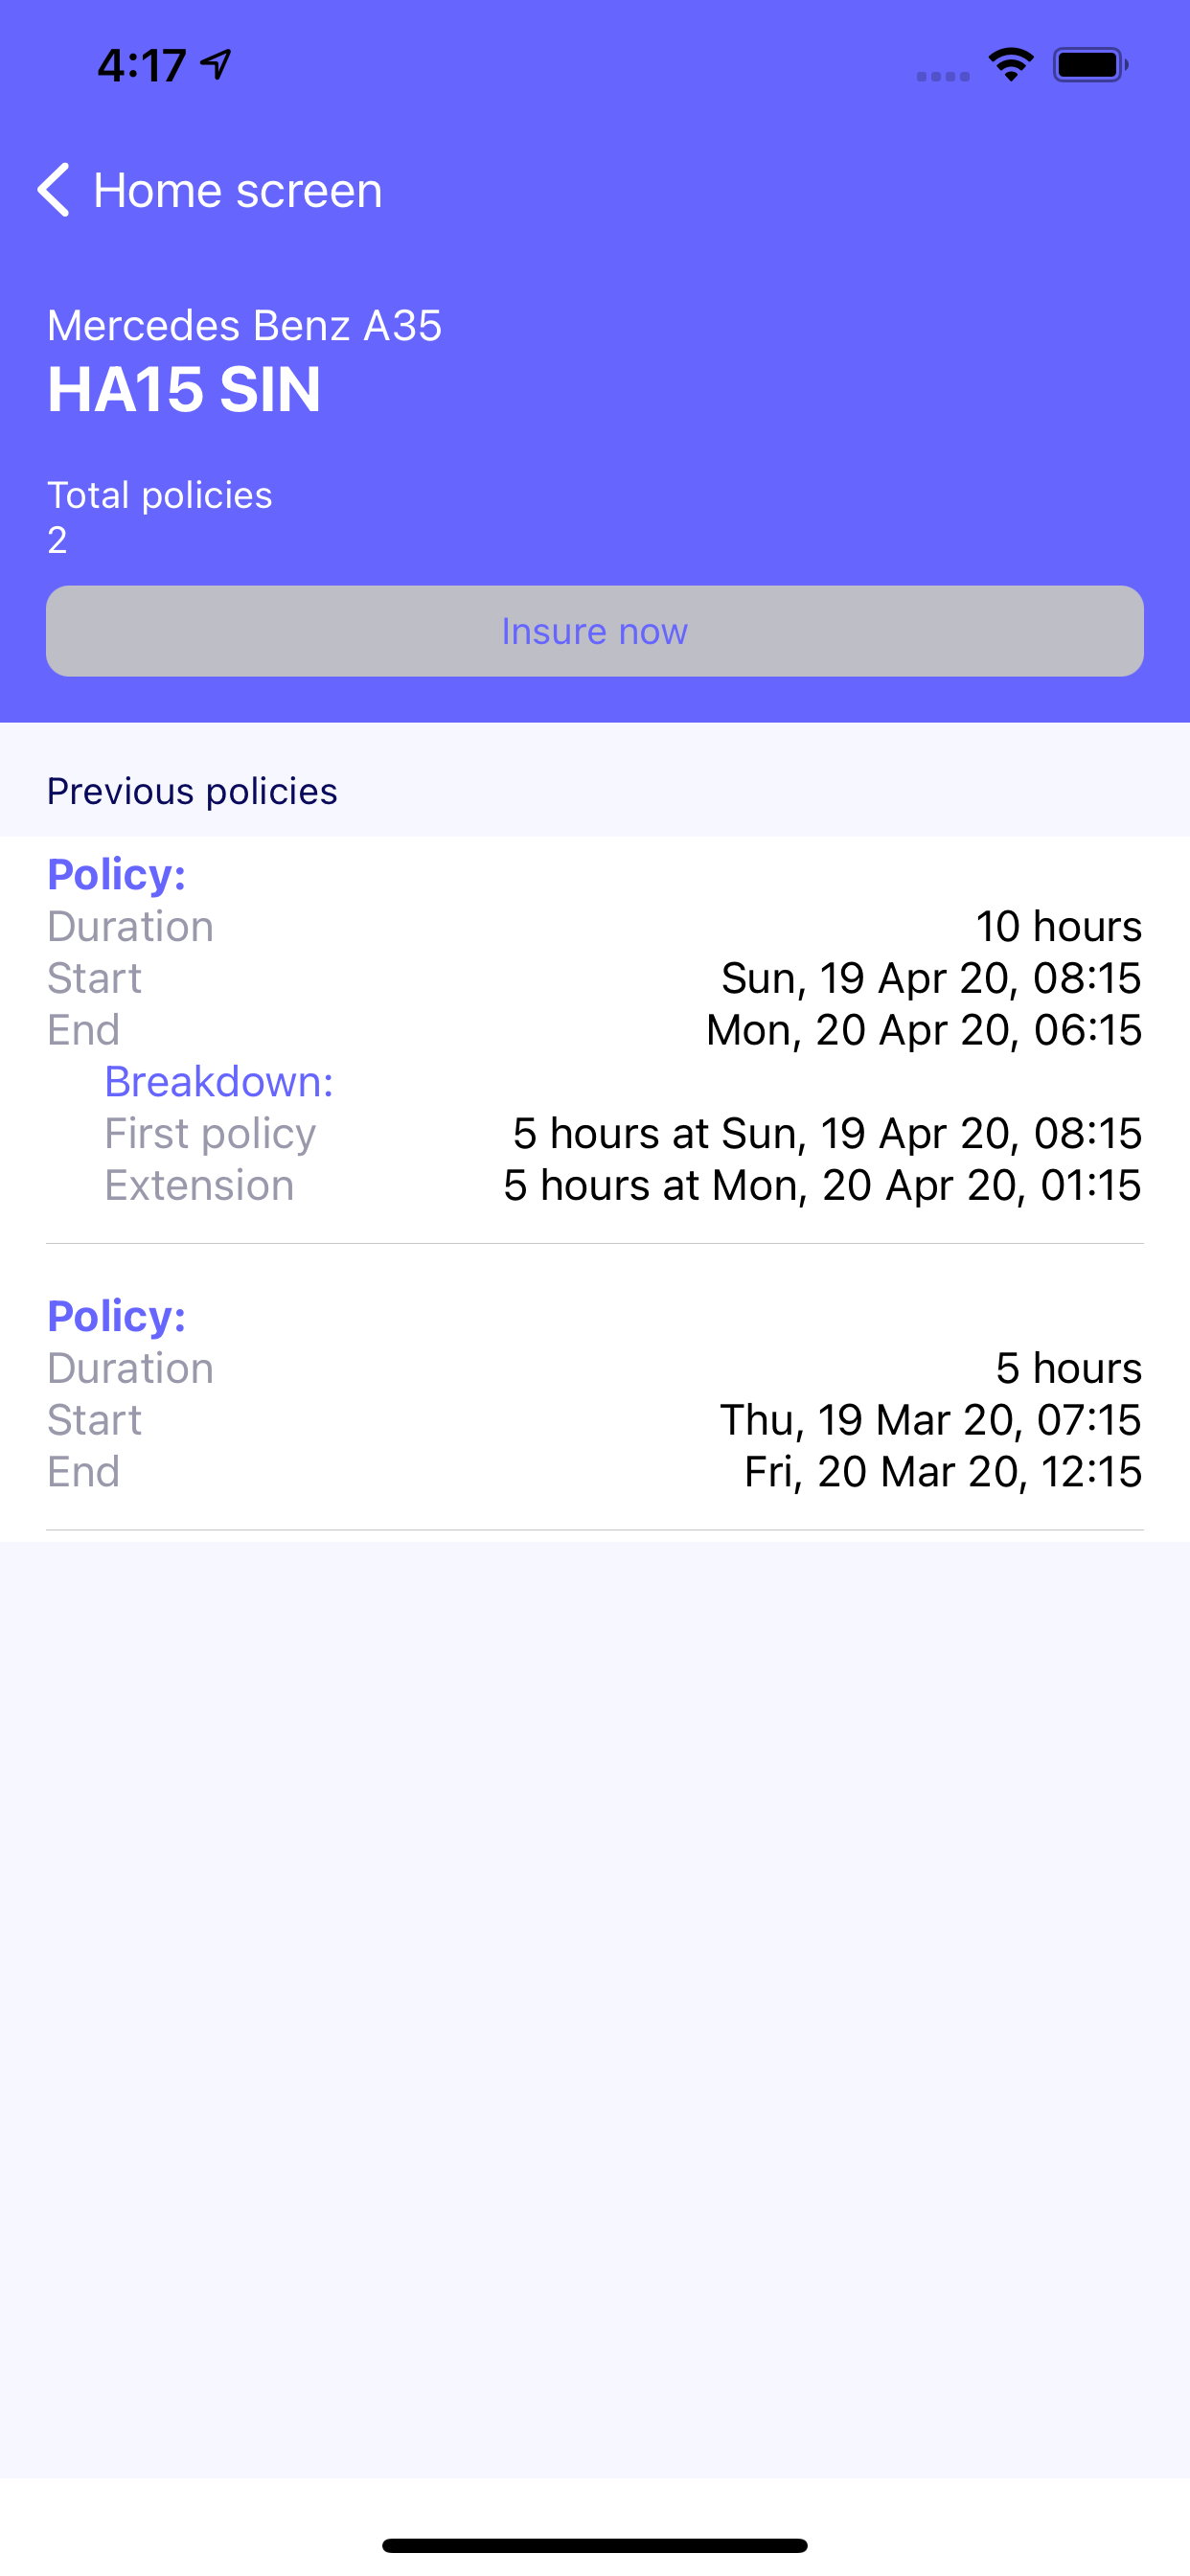 4:17
Home screen
Mercedes Benz A35
HA15 SIN
Total policies
2
Insure now
Previous policies
Policy:
Duration 10 hours
Start Sun, 19 Apr 20, 08:15
End Mon, 20 Apr 20, 06:15
Breakdown:
First policy 5 hours at Sun, 19 Apr 20, 08:15
Extension 5 hours at Mon, 20 Apr 20, 01:15
Policy:
Duration 5 hours
Start Thu, 19 Mar 20, 07:15
End Fri, 20 Mar 20, 12:15